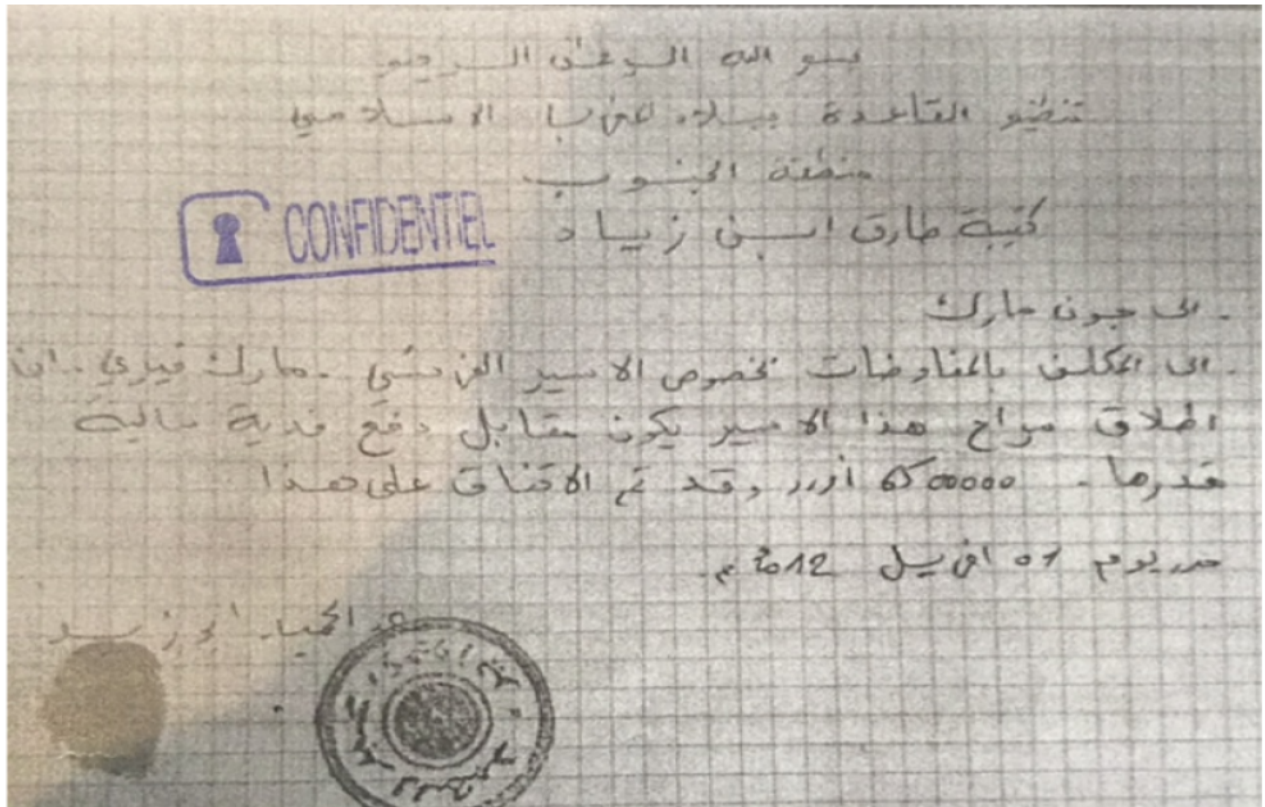 بسم الله الرحمن الرحيم
تنظيم القاعدة ببلاد المغرب الاسلامي
منطقة الجنوب
كتيبة طارق ابن زياد
CONFIDENTIEL
- الى جون مارك
- الى المكلف بالمفاوضات بخصوص الاسير الفرنسي - مارك فيري - ان
اطلاق سراح هذا الاسير يكون مقابل دفع فدية مالية
قدرها - 6500000 أورو وقد تم الاتفاق على هذا
حرر يوم 01 افريل 2012 م
عبد الحميد ابو زيد